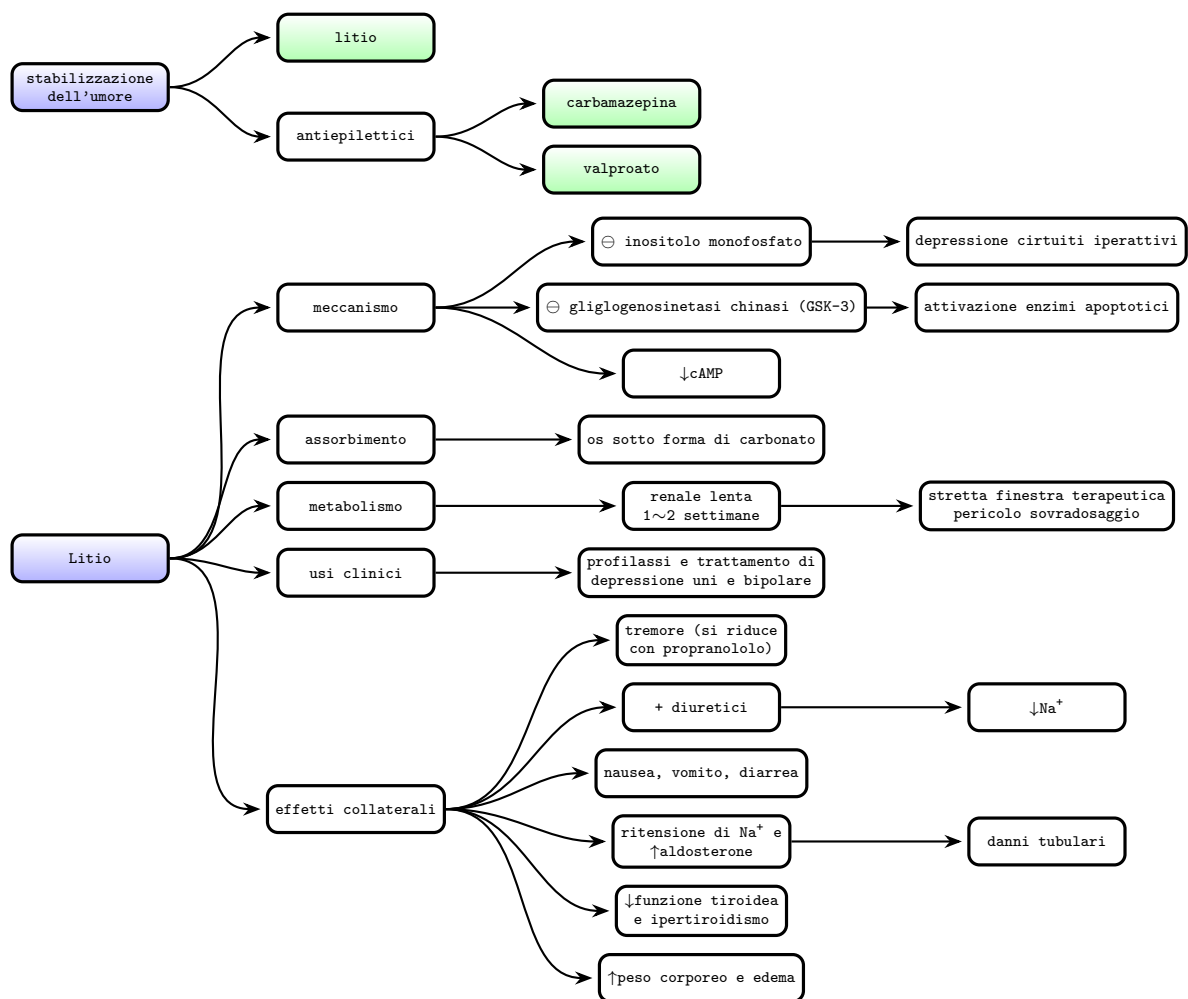 litio
stabilizzazione
dell'umore
antiepilettici
carbamazepina
valproato
⊖ inositolo monofosfato
depressione cirtuiti iperattivi
meccanismo
⊖ gliglogenosinetasi chinasi (GSK-3)
attivazione enzimi apoptotici
↓cAMP
assorbimento
os sotto forma di carbonato
metabolismo
renale lenta
1∼2 settimane
stretta finestra terapeutica
pericolo sovradosaggio
Litio
usi clinici
profilassi e trattamento di
depressione uni e bipolare
tremore (si riduce
con propranololo)
+ diuretici
↓Na⁺
nausea, vomito, diarrea
effetti collaterali
ritensione di Na⁺ e
↑aldosterone
danni tubulari
↓funzione tiroidea
e ipertiroidismo
↑peso corporeo e edema